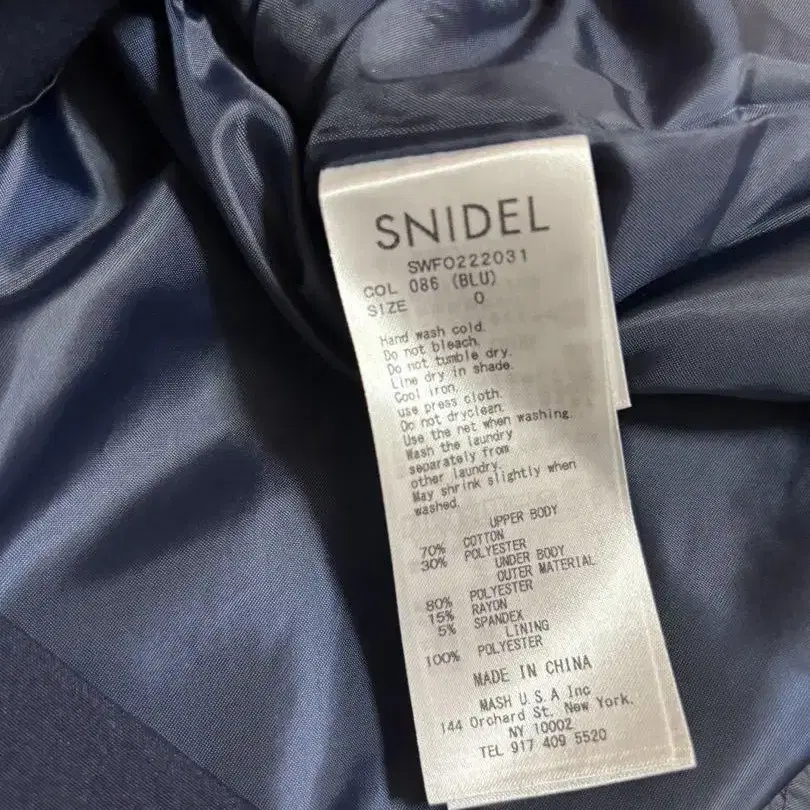 SNIDEL
SWFO222031
COL 086 (BLU)
SIZE 0
Hand wash cold.
Do not bleach.
Do not tumble dry.
Line dry in shade.
Cool iron.
use press cloth.
Do not dryclean.
Use the net when washing.
Wash the laundry
separately from
other laundry.
May shrink slightly when
washed.
UPPER BODY
70% COTTON
30% POLYESTER
UNDER BODY
OUTER MATERIAL
80% POLYESTER
15% RAYON
5% SPANDEX
LINING
100% POLYESTER
MADE IN CHINA
MASH U.S.A Inc
144 Orchard St. New York.
NY 10002
TEL 917 409 5520